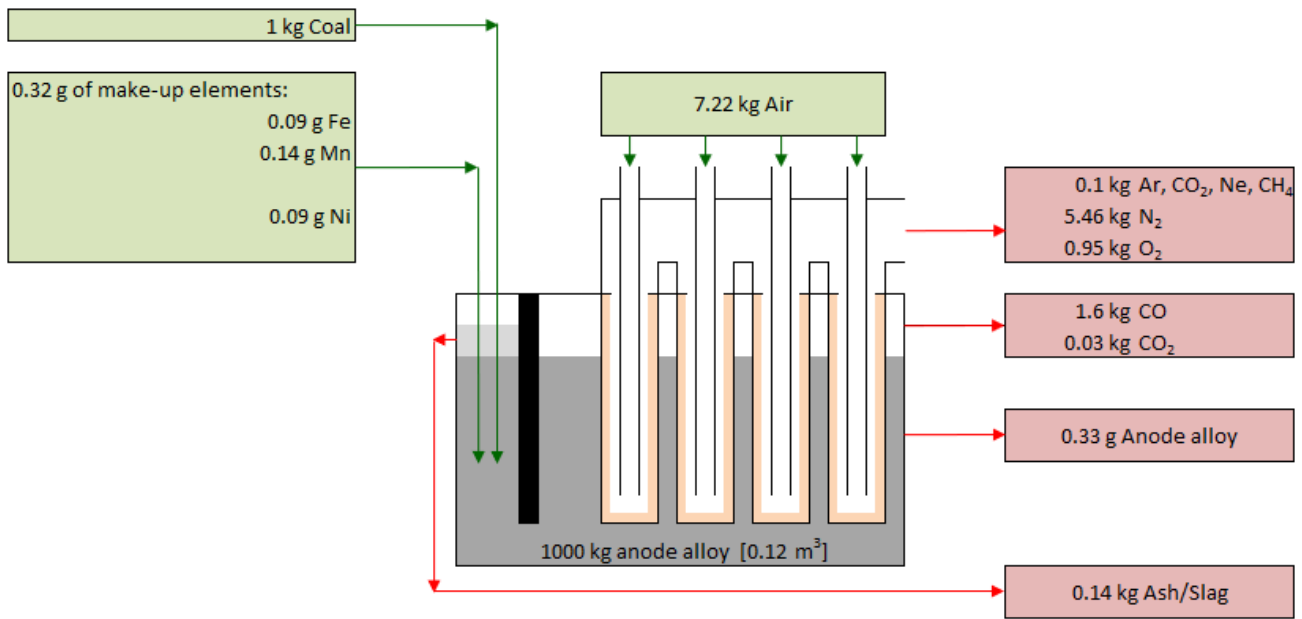 1 kg Coal
0.32 g of make-up elements:
0.09 g Fe
0.14 g Mn
0.09 g Ni
7.22 kg Air
0.1 kg Ar, CO₂, Ne, CH₄
5.46 kg N₂
0.95 kg O₂
1.6 kg CO
0.03 kg CO₂
0.33 g Anode alloy
1000 kg anode alloy [0.12 m³]
0.14 kg Ash/Slag